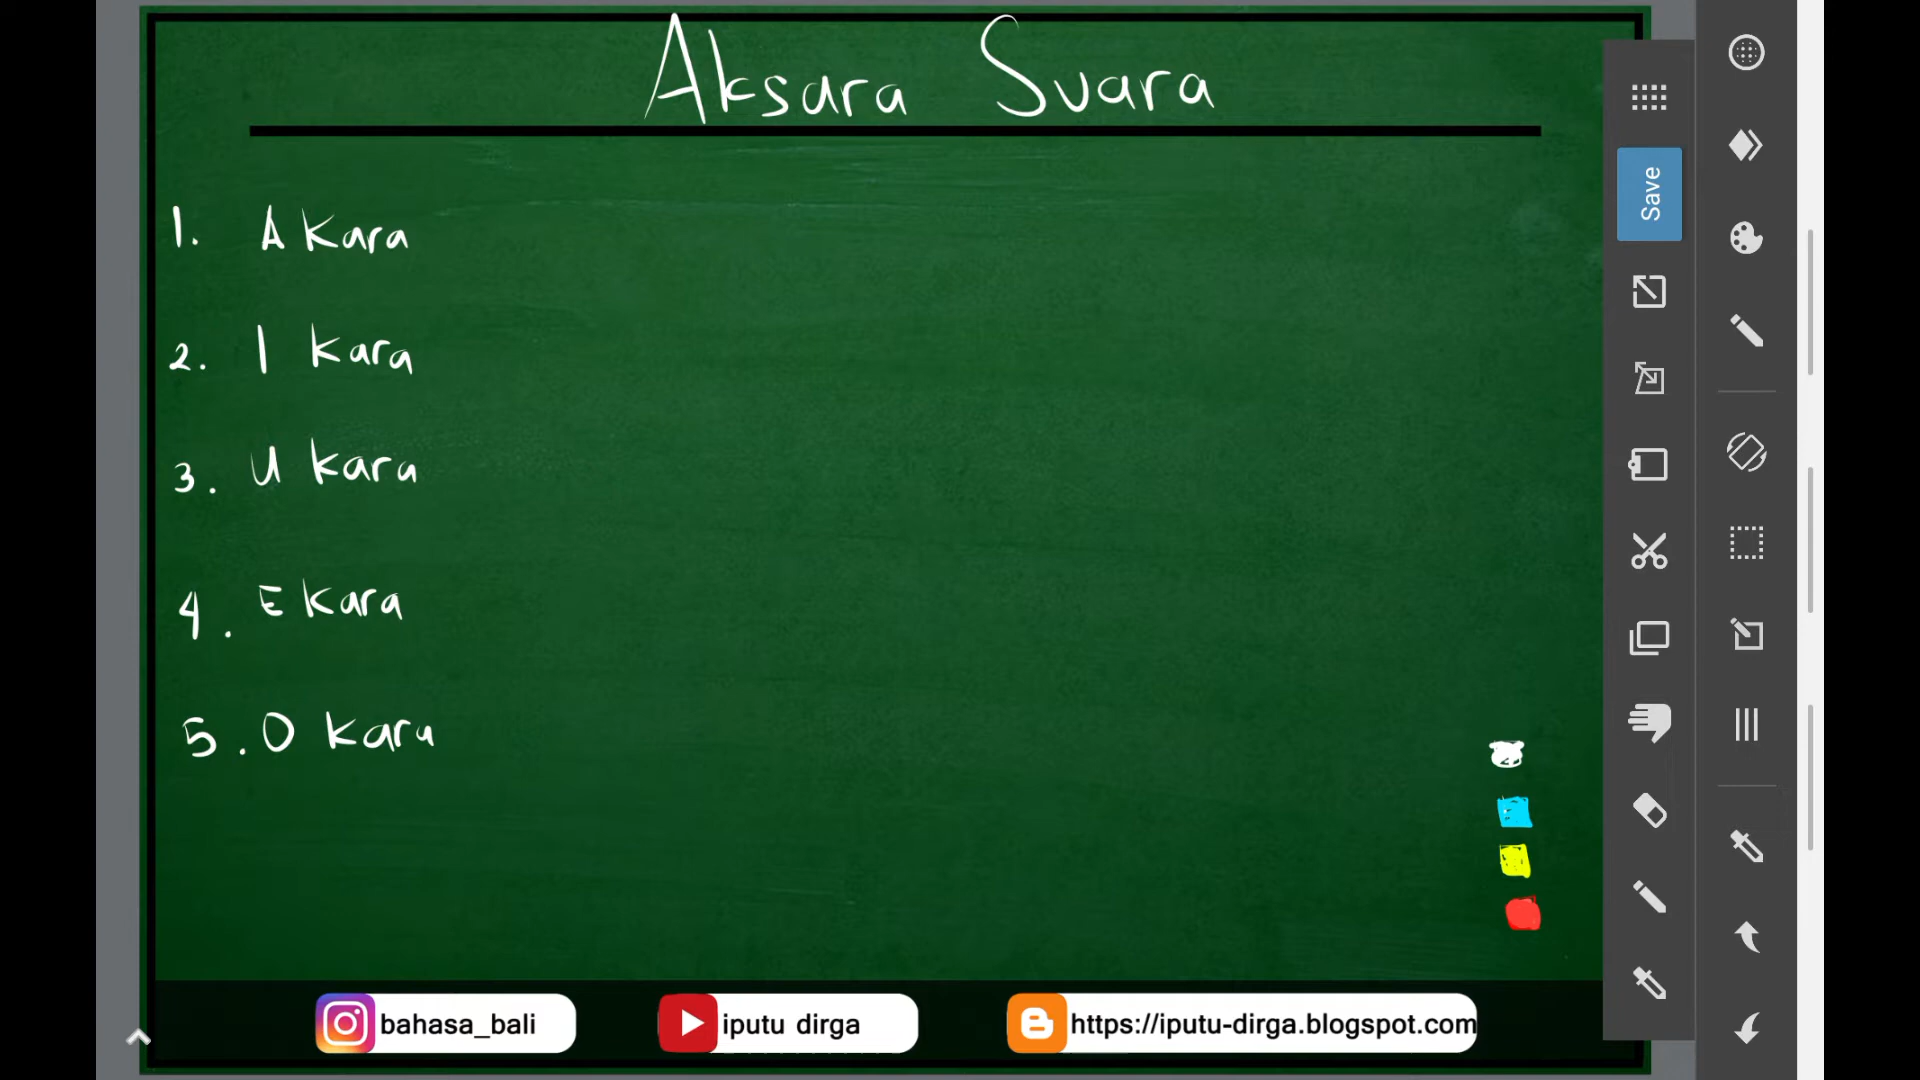 Aksara Suara
1. A Kara
2. I Kara
3. U Kara
4. E Kara
5. O Kara
Save
bahasa_bali
iputu dirga
https://iputu-dirga.blogspot.com